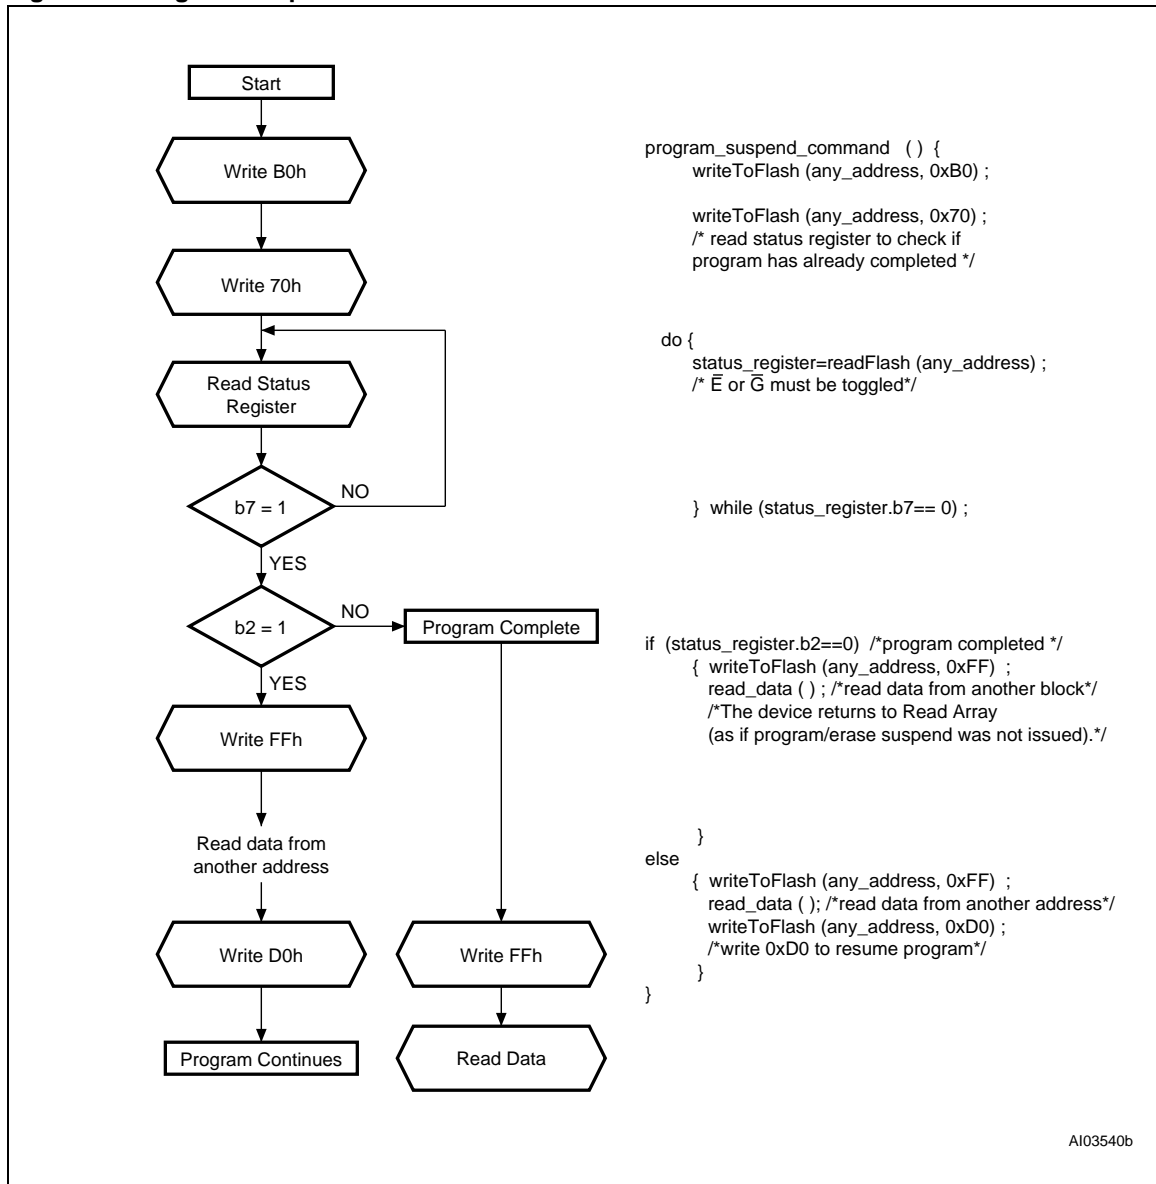 Start
Write B0h
Write 70h
Read Status
Register
NO
b7 = 1
YES
NO
b2 = 1
Program Complete
YES
Write FFh
Read data from
another address
Write D0h
Write FFh
Program Continues
Read Data
program_suspend_command ( ) {
writeToFlash (any_address, 0xB0) ;
writeToFlash (any_address, 0x70) ;
/* read status register to check if
program has already completed */
do {
status_register=readFlash (any_address) ;
/* E̅ or G̅ must be toggled*/
} while (status_register.b7== 0) ;
if (status_register.b2==0) /*program completed */
{ writeToFlash (any_address, 0xFF) ;
read_data ( ) ; /*read data from another block*/
/*The device returns to Read Array
(as if program/erase suspend was not issued).*/
}
else
{ writeToFlash (any_address, 0xFF) ;
read_data ( ); /*read data from another address*/
writeToFlash (any_address, 0xD0) ;
/*write 0xD0 to resume program*/
}
}
AI03540b